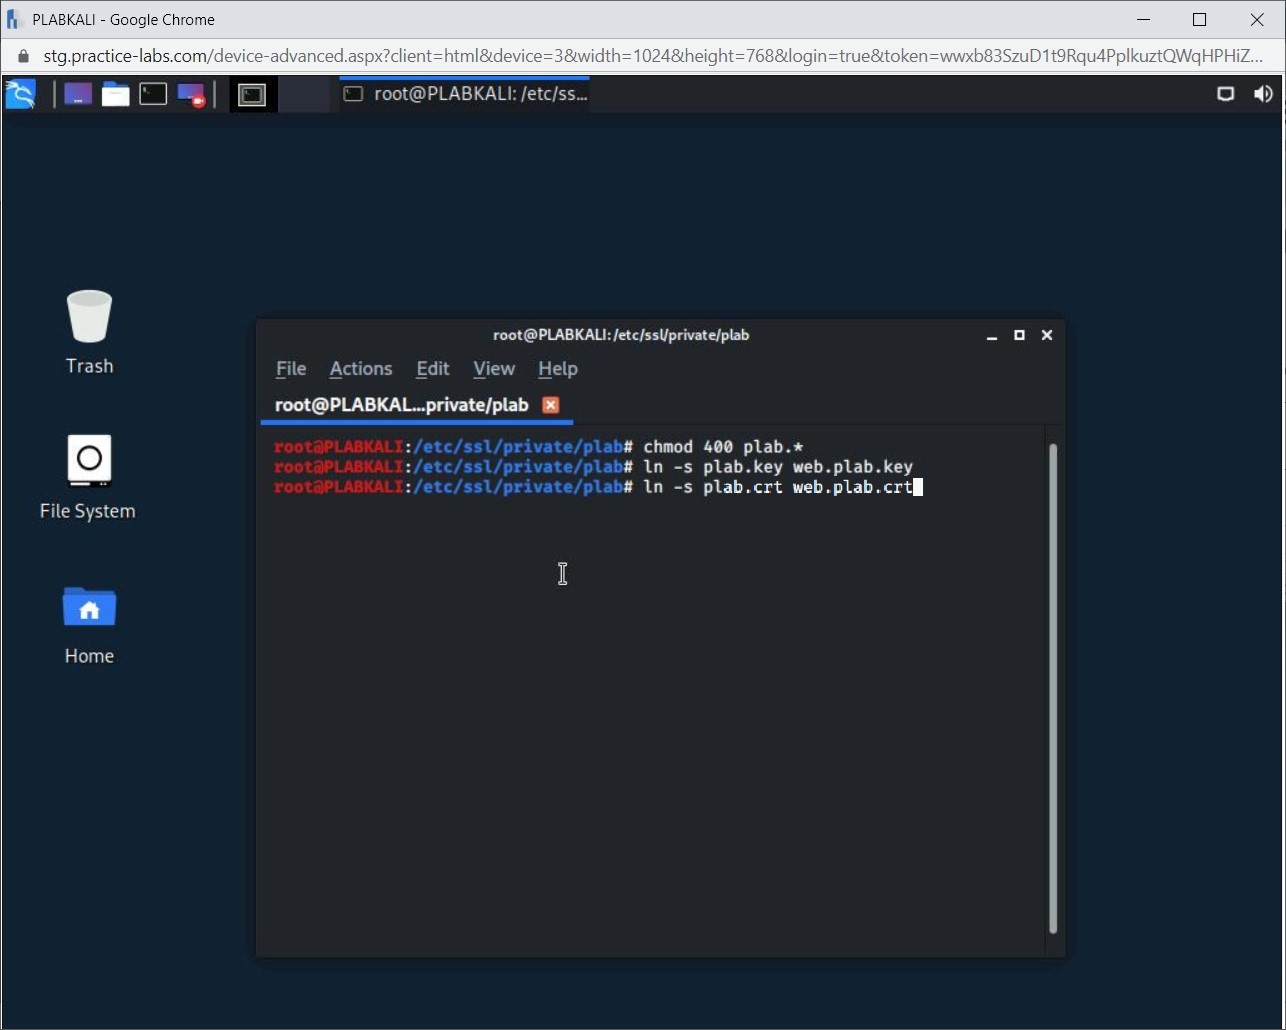 PLABKALI - Google Chrome
stg.practice-labs.com/device-advanced.aspx?client=html&device=3&width=1024&height=768&login=true&token=wwxb83SzuD1t9Rqu4PplkuztQWqHPHiZ...
root@PLABKALI: /etc/ss...
Trash
File System
Home
root@PLABKALI:/etc/ssl/private/plab
File Actions Edit View Help
root@PLABKAL...private/plab
root@PLABKALI:/etc/ssl/private/plab# chmod 400 plab.*
root@PLABKALI:/etc/ssl/private/plab# ln -s plab.key web.plab.key
root@PLABKALI:/etc/ssl/private/plab# ln -s plab.crt web.plab.crt